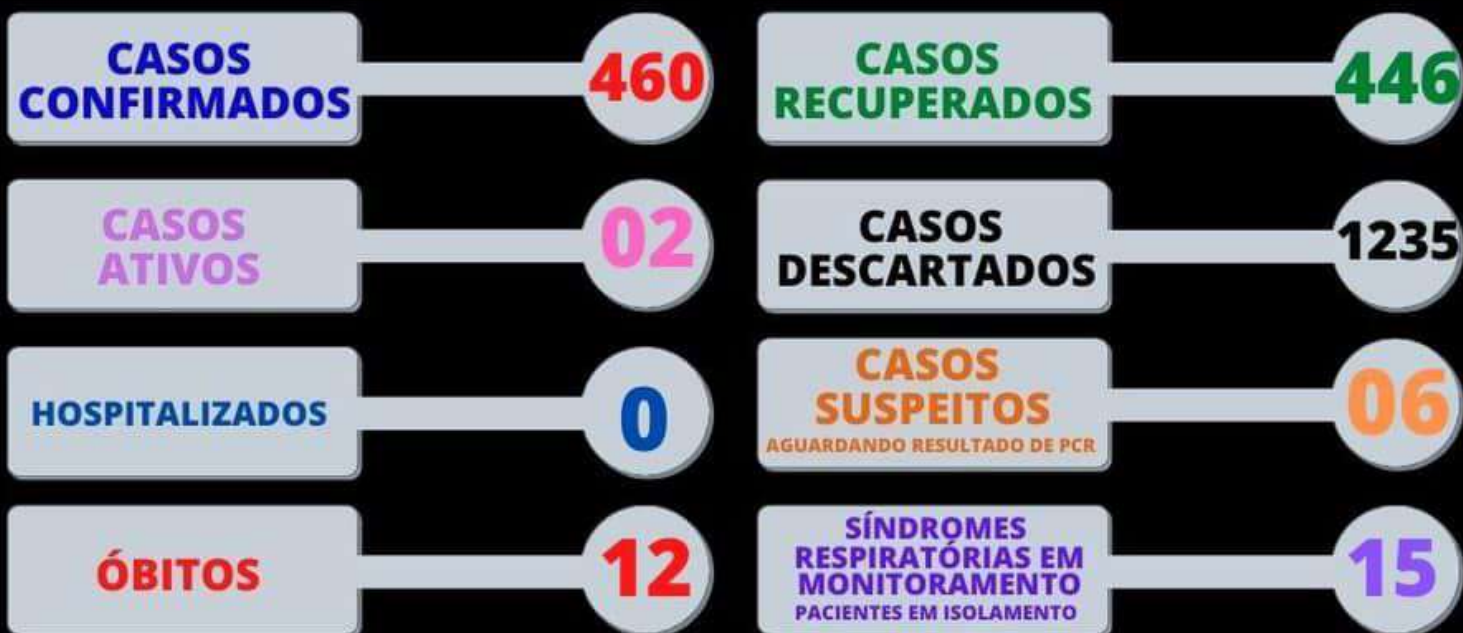 CASOS
CONFIRMADOS
460
CASOS
RECUPERADOS
446
CASOS
ATIVOS
02
CASOS
DESCARTADOS
1235
HOSPITALIZADOS
0
CASOS
SUSPEITOS
AGUARDANDO RESULTADO DE PCR
06
ÓBITOS
12
SÍNDROMES
RESPIRATÓRIAS EM
MONITORAMENTO
PACIENTES EM ISOLAMENTO
15